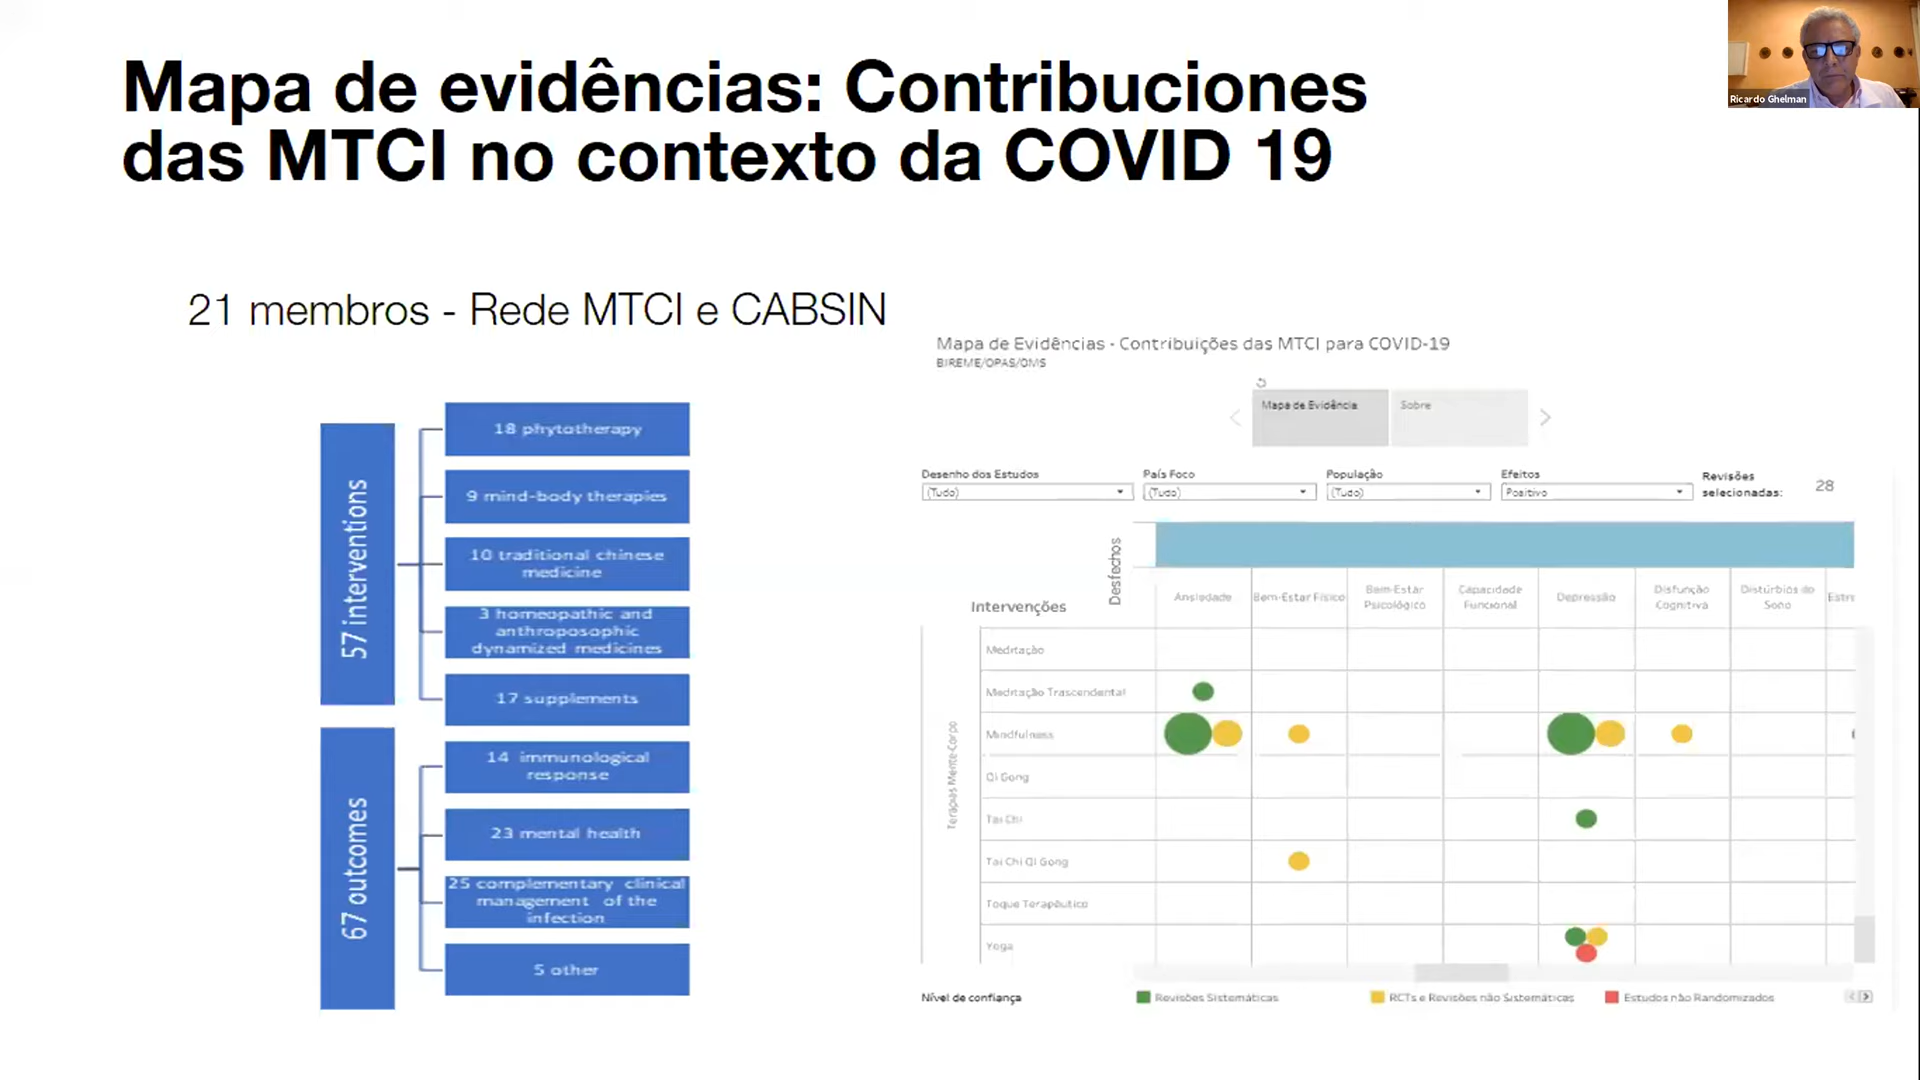 Mapa de evidências: Contribuciones
das MTCI no contexto da COVID 19
Ricardo Ghelman
21 membros - Rede MTCI e CABSIN
57 interventions
18 phytotherapy
9 mind-body therapies
10 traditional chinese
medicine
3 homeopathic and
anthroposophic
dynamized medicines
17 supplements
67 outcomes
14 immunological
response
23 mental health
25 complementary clinical
management of the
infection
5 other
Mapa de Evidências - Contribuições das MTCI para COVID-19
BIREME/OPAS/OMS
Mapa de Evidência
Sobre
Desenho dos Estudos
País Foco
População
Efeitos
Revisões
selecionadas:
28
(Tudo)
(Tudo)
(Tudo)
Positivo
Desfechos
Intervenções
Ansiedade
Bem-Estar Físico
Bem-Estar
Psicológico
Capacidade
Funcional
Depressão
Disfunção
Cognitiva
Distúrbios do
Sono
Estre
Terapias Mente-Corpo
Meditação
Meditação Trascendental
Mindfulness
Qi Gong
Tai Chi
Tai Chi Qi Gong
Toque Terapêutico
Yoga
Nível de confiança
Revisões Sistemáticas
RCTs e Revisões não Sistemáticas
Estudos não Randomizados